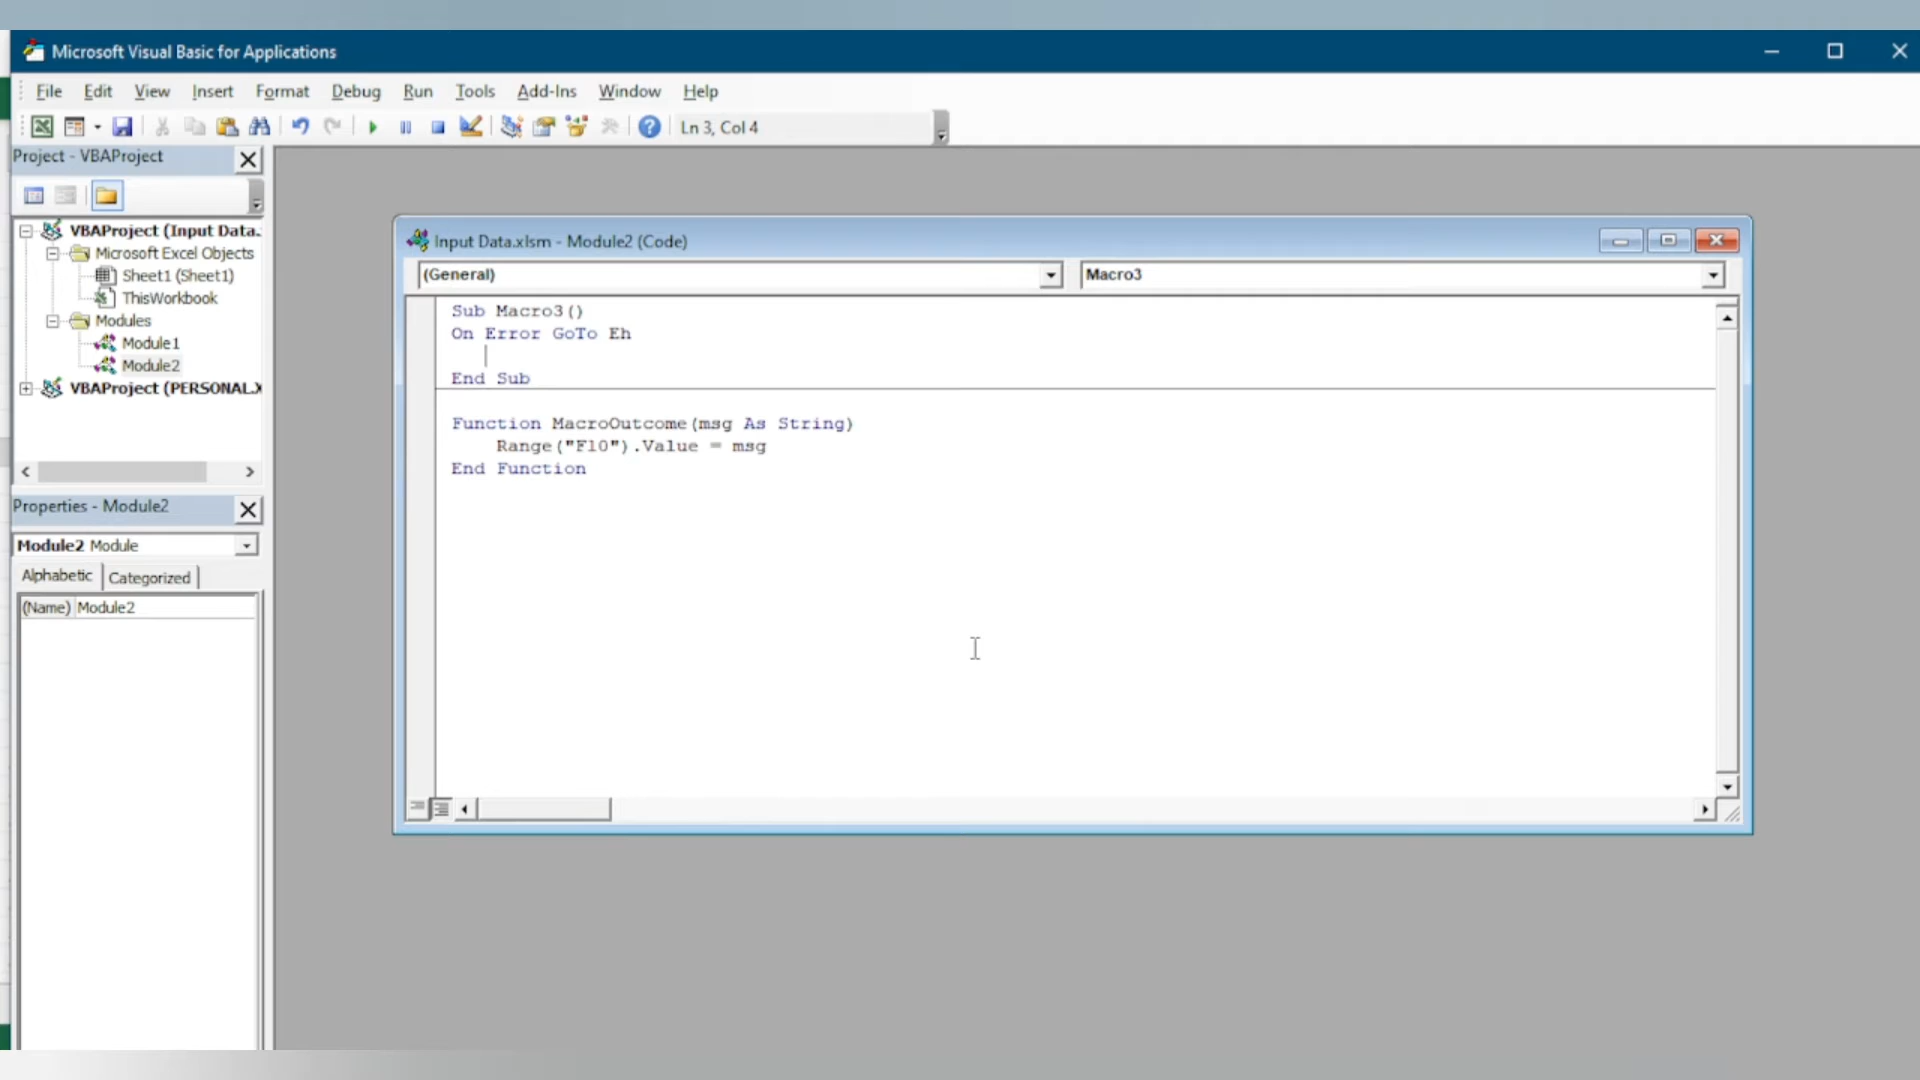 Microsoft Visual Basic for Applications
File Edit View Insert Format Debug Run Tools Add-Ins Window Help
Ln 3, Col 4
Project - VBAProject
VBAProject (Input Data.
Microsoft Excel Objects
Sheet1 (Sheet1)
ThisWorkbook
Modules
Module1
Module2
VBAProject (PERSONAL.X
Properties - Module2
Module2 Module
Alphabetic Categorized
(Name) Module2
Input Data.xlsm - Module2 (Code)
(General) Macro3
Sub Macro3()
On Error GoTo Eh
End Sub
Function MacroOutcome(msg As String)
Range("F10").Value = msg
End Function